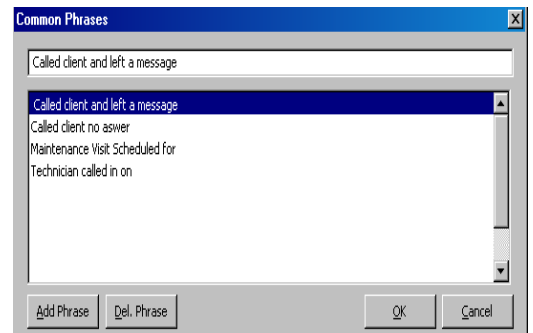 Common Phrases
Called client and left a message
Called client and left a message
Called client no aswer
Maintenance Visit Scheduled for
Technician called in on
Add Phrase Del. Phrase OK Cancel